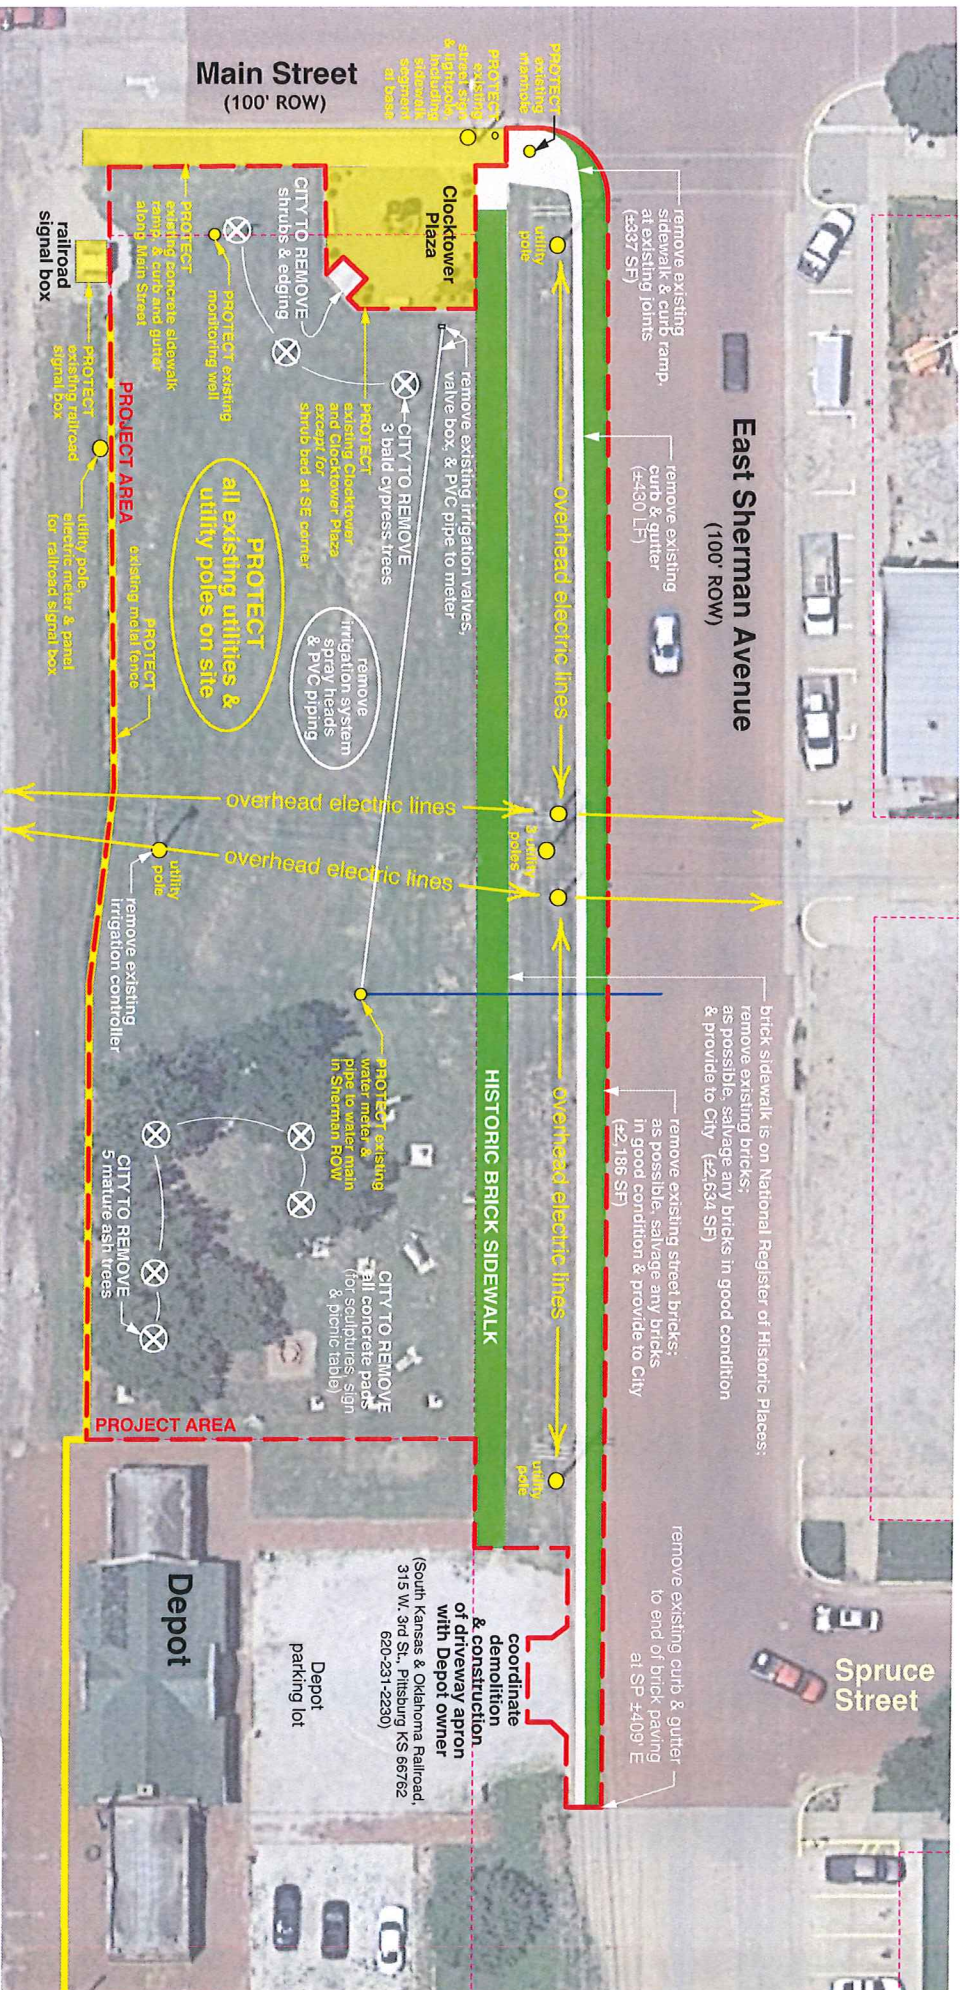 Main Street
(100' ROW)
East Sherman Avenue
(100' ROW)
Spruce
Street
PROTECT
existing
manhole
PROTECT
existing
street sign
& lightpole,
including
sidewalk
segment
at base
Clocktower
Plaza
utility
pole
remove existing
sidewalk & curb ramp,
at existing joints
(±337 SF)
remove existing
curb & gutter
(±430 LF)
overhead electric lines
CITY TO REMOVE
shrubs & edging
PROTECT existing
monitoring well
PROTECT
existing concrete sidewalk
ramp, & curb and gutter
along Main Street
railroad
signal box
PROTECT
existing railroad
signal box
PROJECT AREA
utility pole,
electric meter & panel
for railroad signal box
PROTECT
existing metal fence
PROTECT
existing Clocktower
and Clocktower Plaza
except for
shrub bed at SE corner
CITY TO REMOVE
3 bald cypress trees
remove existing irrigation valves,
valve box, & PVC pipe to meter
PROTECT
all existing utilities &
utility poles on site
remove
irrigation system
spray heads
& PVC piping
overhead electric lines
overhead electric lines
3 utility
poles
utility
pole
remove existing
irrigation controller
brick sidewalk is on National Register of Historic Places;
remove existing bricks;
as possible, salvage any bricks in good condition
& provide to City (±2,634 SF)
remove existing street bricks;
as possible, salvage any bricks
in good condition & provide to City
(±2,186 SF)
PROTECT existing
water meter &
pipe to water main
in Sherman ROW
HISTORIC BRICK SIDEWALK
overhead electric lines
CITY TO REMOVE
5 mature ash trees
CITY TO REMOVE
all concrete pads
(for sculptures, sign
& picnic table)
PROJECT AREA
utility
pole
remove existing curb & gutter
to end of brick paving
at SP ±409' E
coordinate
demolition
& construction
of driveway apron
with Depot owner
(South Kansas & Oklahoma Railroad,
315 W. 3rd St., Pittsburg KS 66762
620-231-2230)
Depot
parking lot
Depot